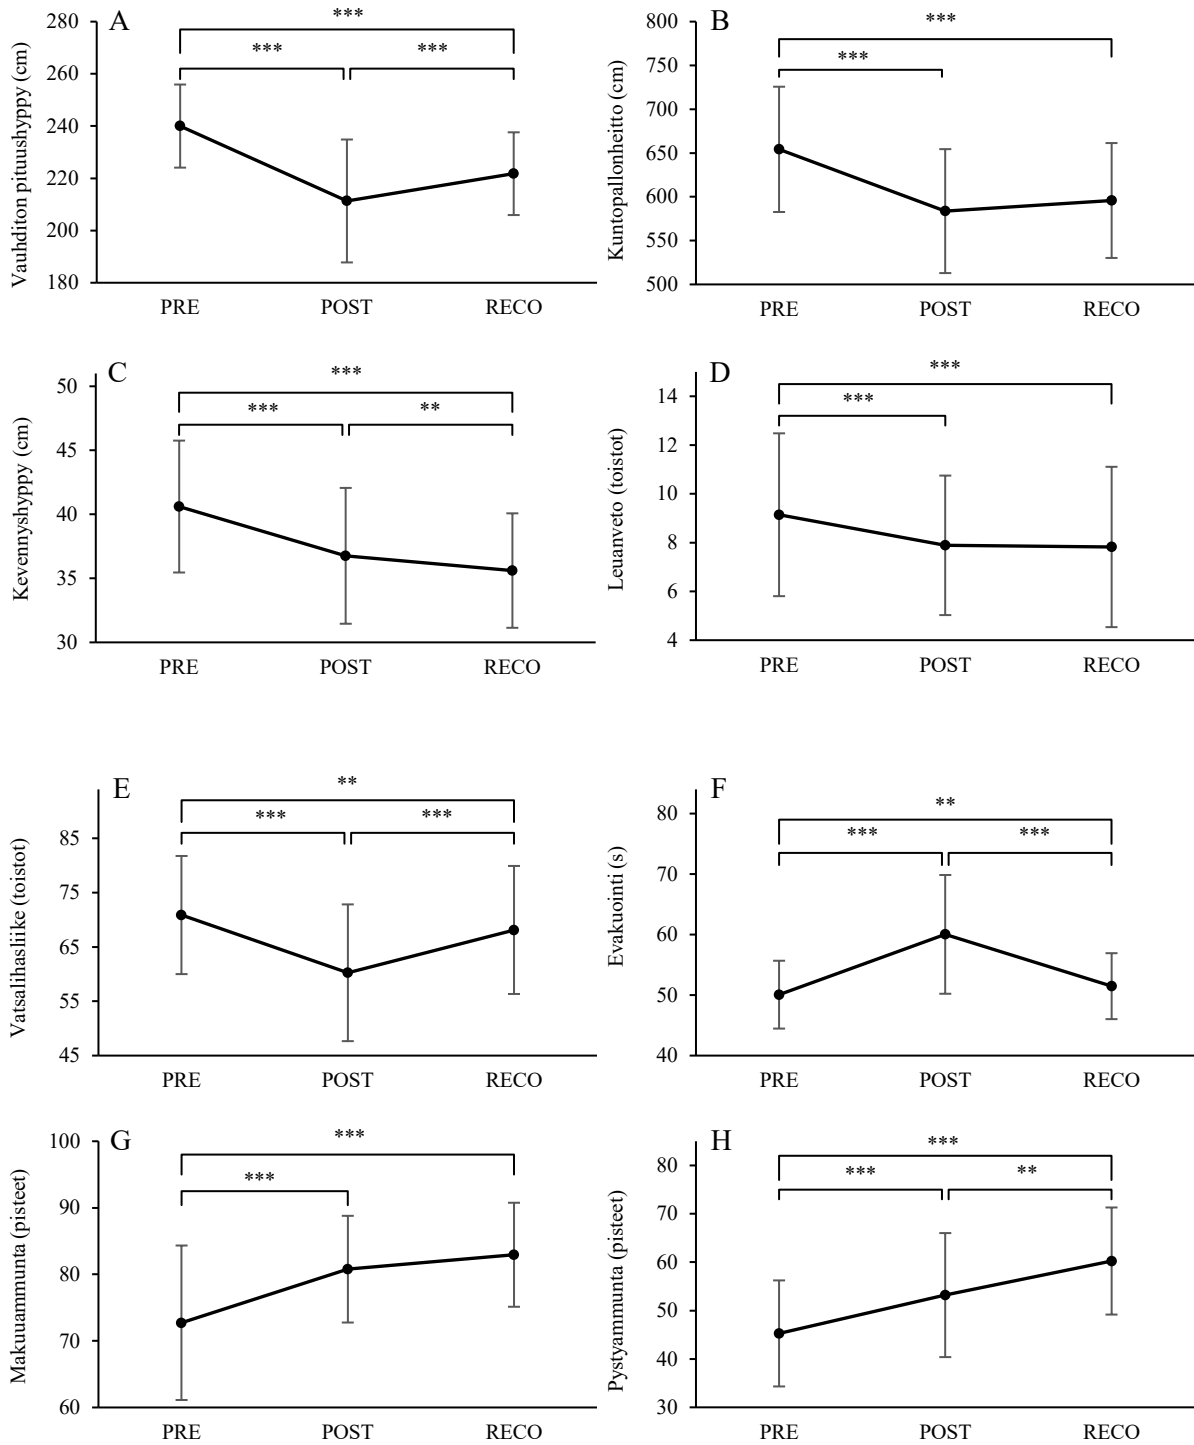 A
Vauhditon pituushyppy (cm)
280
260
240
220
200
180
***
***
***
PRE POST RECO
B
Kuntopallonheitto (cm)
800
750
700
650
600
550
500
***
***
PRE POST RECO
C
Kevennyshyppy (cm)
50
45
40
35
30
***
***
**
PRE POST RECO
D
Leuanveto (toistot)
14
12
10
8
6
4
***
***
PRE POST RECO
E
Vatsalihasliike (toistot)
85
75
65
55
45
**
***
***
PRE POST RECO
F
Evakuointi (s)
80
70
60
50
40
**
***
***
PRE POST RECO
G
Makuuammunta (pisteet)
100
90
80
70
60
***
***
PRE POST RECO
H
Pystyammunta (pisteet)
80
70
60
50
40
30
***
***
**
PRE POST RECO